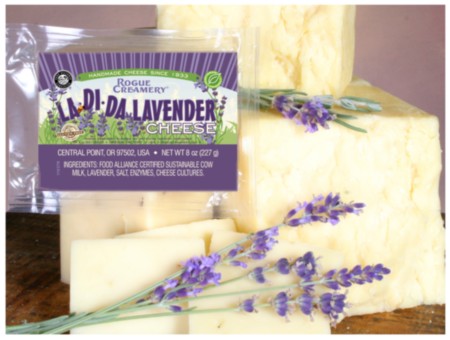 HANDMADE CHEESE SINCE 1933
ROGUE
CREAMERY
LA-DI-DA LAVENDER
CHEESE
CENTRAL POINT, OR 97502, USA • NET WT 8 oz (227 g)
INGREDIENTS: FOOD ALLIANCE CERTIFIED SUSTAINABLE COW
MILK, LAVENDER, SALT, ENZYMES, CHEESE CULTURES.